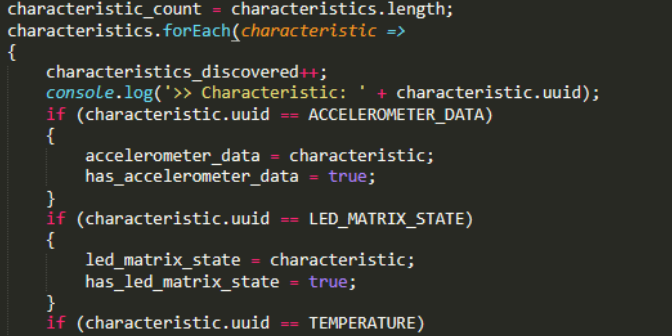 characteristic_count = characteristics.length;
characteristics.forEach(characteristic =>
{
characteristics_discovered++;
console.log('>> Characteristic: ' + characteristic.uuid);
if (characteristic.uuid == ACCELEROMETER_DATA)
{
accelerometer_data = characteristic;
has_accelerometer_data = true;
}
if (characteristic.uuid == LED_MATRIX_STATE)
{
led_matrix_state = characteristic;
has_led_matrix_state = true;
}
if (characteristic.uuid == TEMPERATURE)